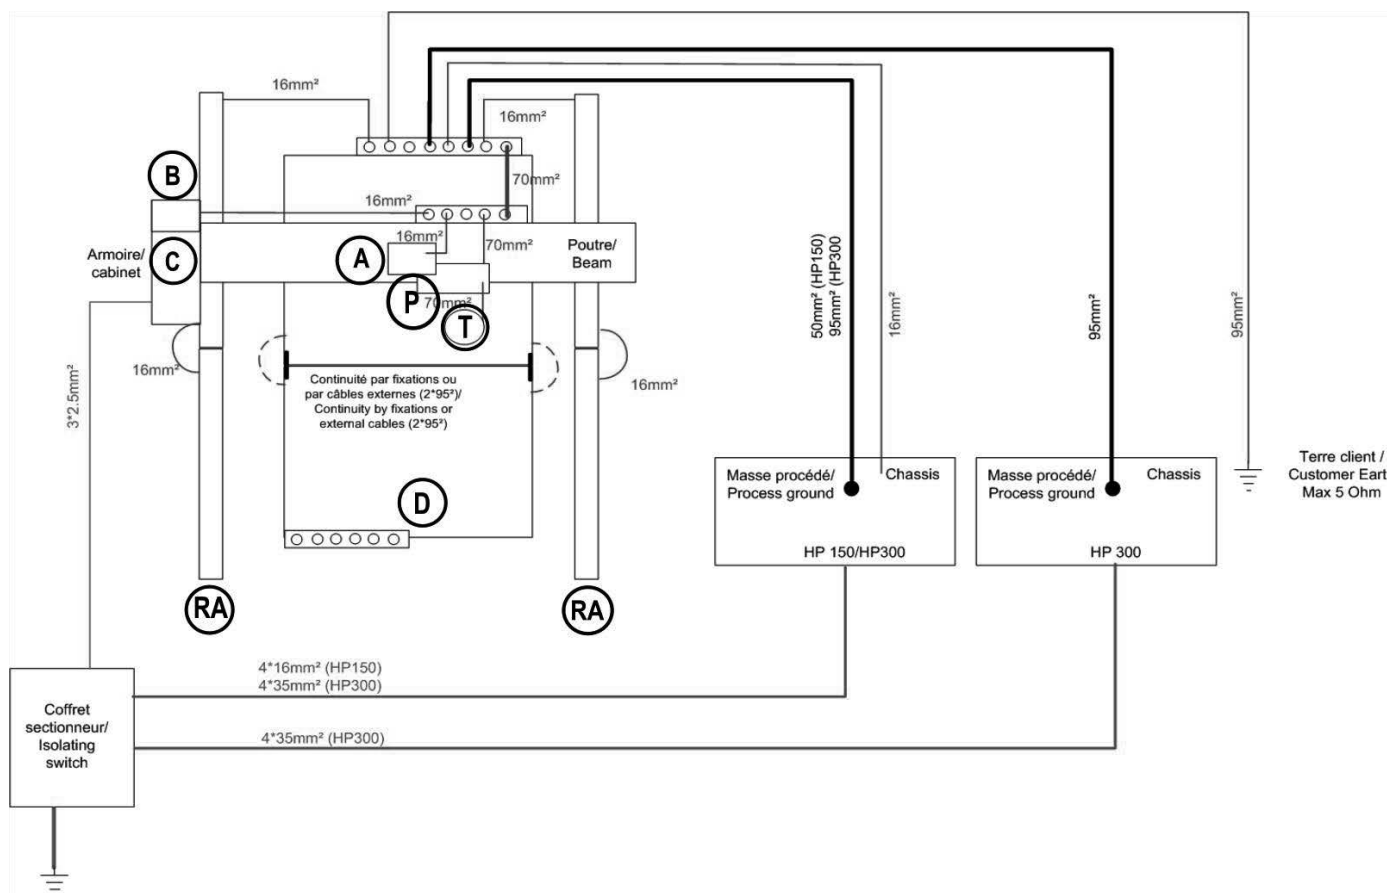 16mm²
16mm²
B
70mm²
16mm²
16mm²
70mm²
Armoire/
cabinet
C
A
Poutre/
Beam
P
70mm²
T
16mm²
16mm²
3*2.5mm²
Continuité par fixations ou
par câbles externes (2*95²)/
Continuity by fixations or
external cables (2*95²)
50mm² (HP150)
95mm² (HP300
16mm²
95mm²
95mm²
D
Masse procédé/
Process ground
Chassis
HP 150/HP300
Masse procédé/
Process ground
Chassis
HP 300
Terre client /
Customer Eart
Max 5 Ohm
RA
RA
4*16mm² (HP150)
4*35mm² (HP300)
4*35mm² (HP300)
Coffret
sectionneur/
Isolating
switch